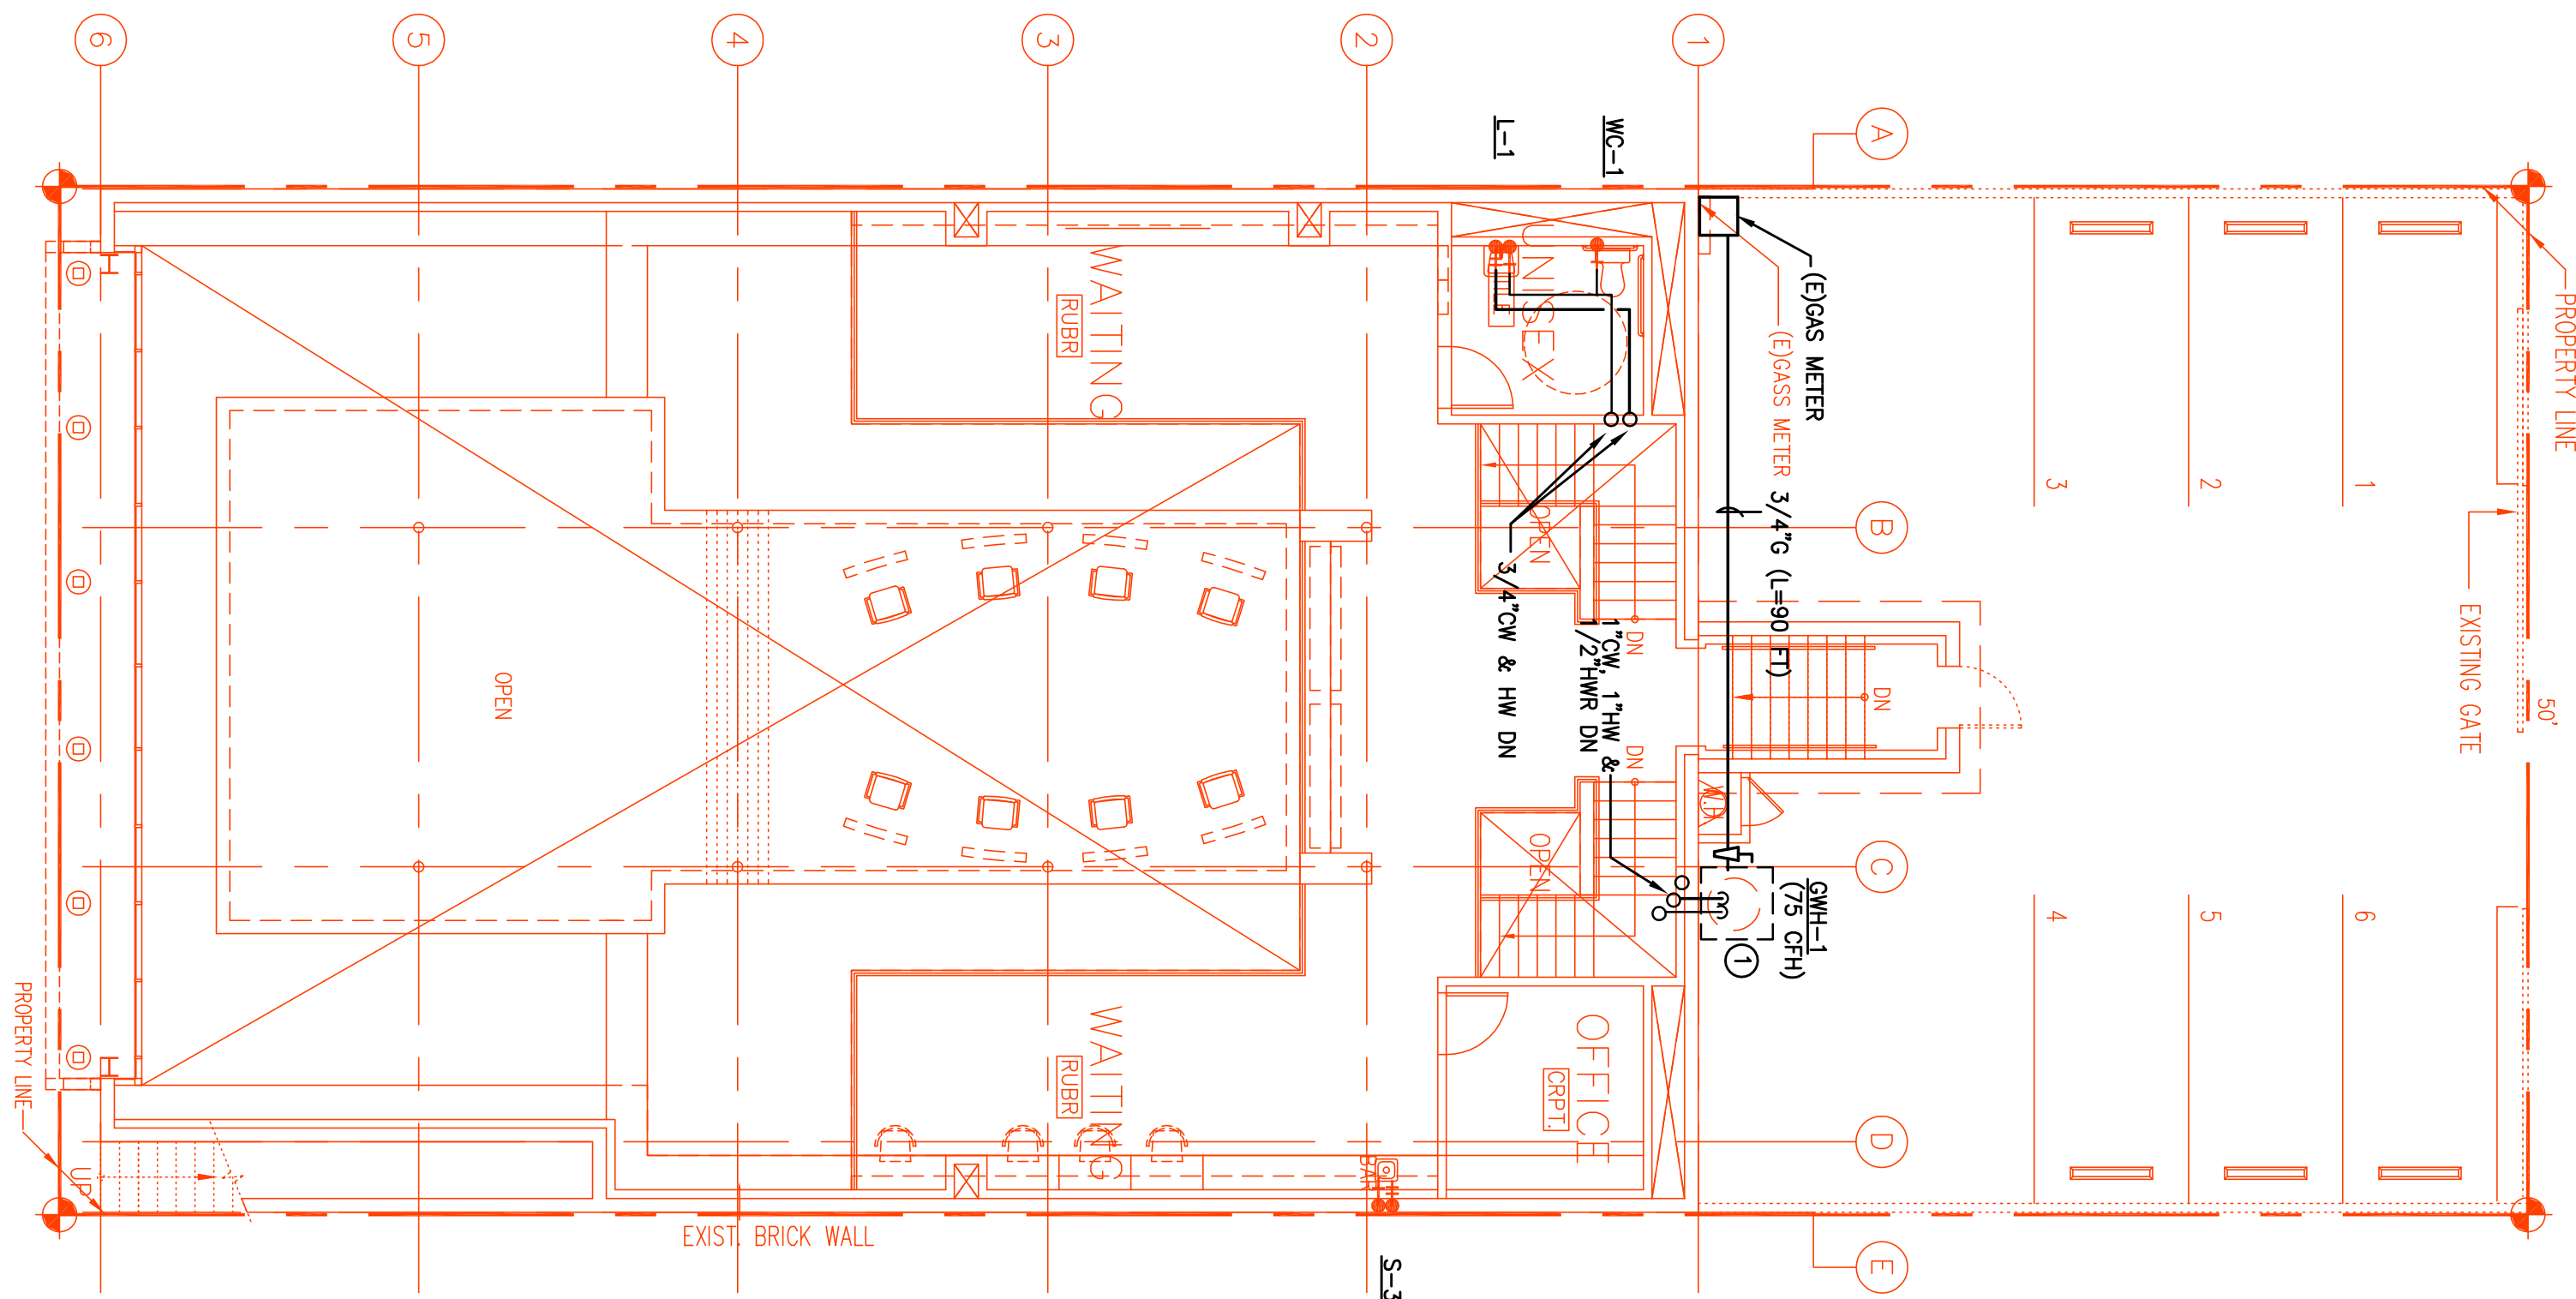 6
5
4
3
2
1
A
B
C
D
E
WC-1
L-1
(E)GAS METER
(E)GASS METER
3/4"G (L=90 FT)
PROPERTY LINE
EXISTING GATE
50'
1
2
3
4
5
6
UNISEX
WAITING
RUBR
OPEN
DN
3/4"CW & HW DN
1"CW, 1"HW &
1/2"HWR DN
DN
DN
W.H.
OPEN
OPEN
GWH-1
(75 CFH)
1
OFFICE
CRPT.
WAITING
RUBR
BAR
S-3
EXIST. BRICK WALL
UP
PROPERTY LINE